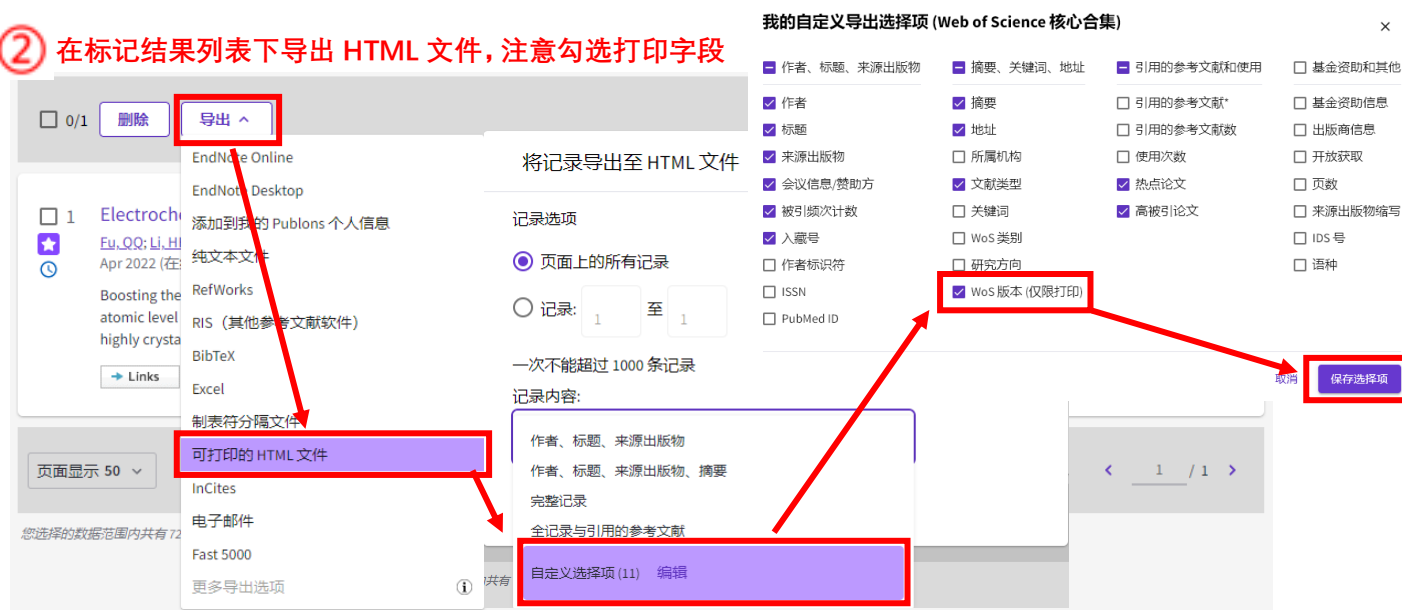 ② 在标记结果列表下导出 HTML 文件，注意勾选打印字段
0/1 删除 导出
EndNote Online
EndNote Desktop
添加到我的 Publons 个人信息
纯文本文件
RefWorks
RIS（其他参考文献软件）
BibTeX
Excel
制表符分隔文件
可打印的 HTML 文件
InCites
电子邮件
Fast 5000
更多导出选项
1 Electroche
Fu, QQ; Li, HI
Apr 2022 (在
Boosting the
atomic level
highly crysta
Links
页面显示 50
您选择的数据范围内共有 72
将记录导出至 HTML 文件
记录选项
页面上的所有记录
记录: 1 至 1
一次不能超过 1000 条记录
记录内容:
作者、标题、来源出版物
作者、标题、来源出版物、摘要
完整记录
全记录与引用的参考文献
自定义选择项 (11) 编辑
共有
1 / 1
我的自定义导出选择项 (Web of Science 核心合集)
作者、标题、来源出版物
作者
标题
来源出版物
会议信息/赞助方
被引频次计数
入藏号
作者标识符
ISSN
PubMed ID
摘要、关键词、地址
摘要
地址
所属机构
文献类型
关键词
WoS 类别
研究方向
WoS 版本 (仅限打印)
引用的参考文献和使用
引用的参考文献*
引用的参考文献数
使用次数
热点论文
高被引论文
基金资助和其他
基金资助信息
出版商信息
开放获取
页数
来源出版物缩写
IDS 号
语种
取消 保存选择项